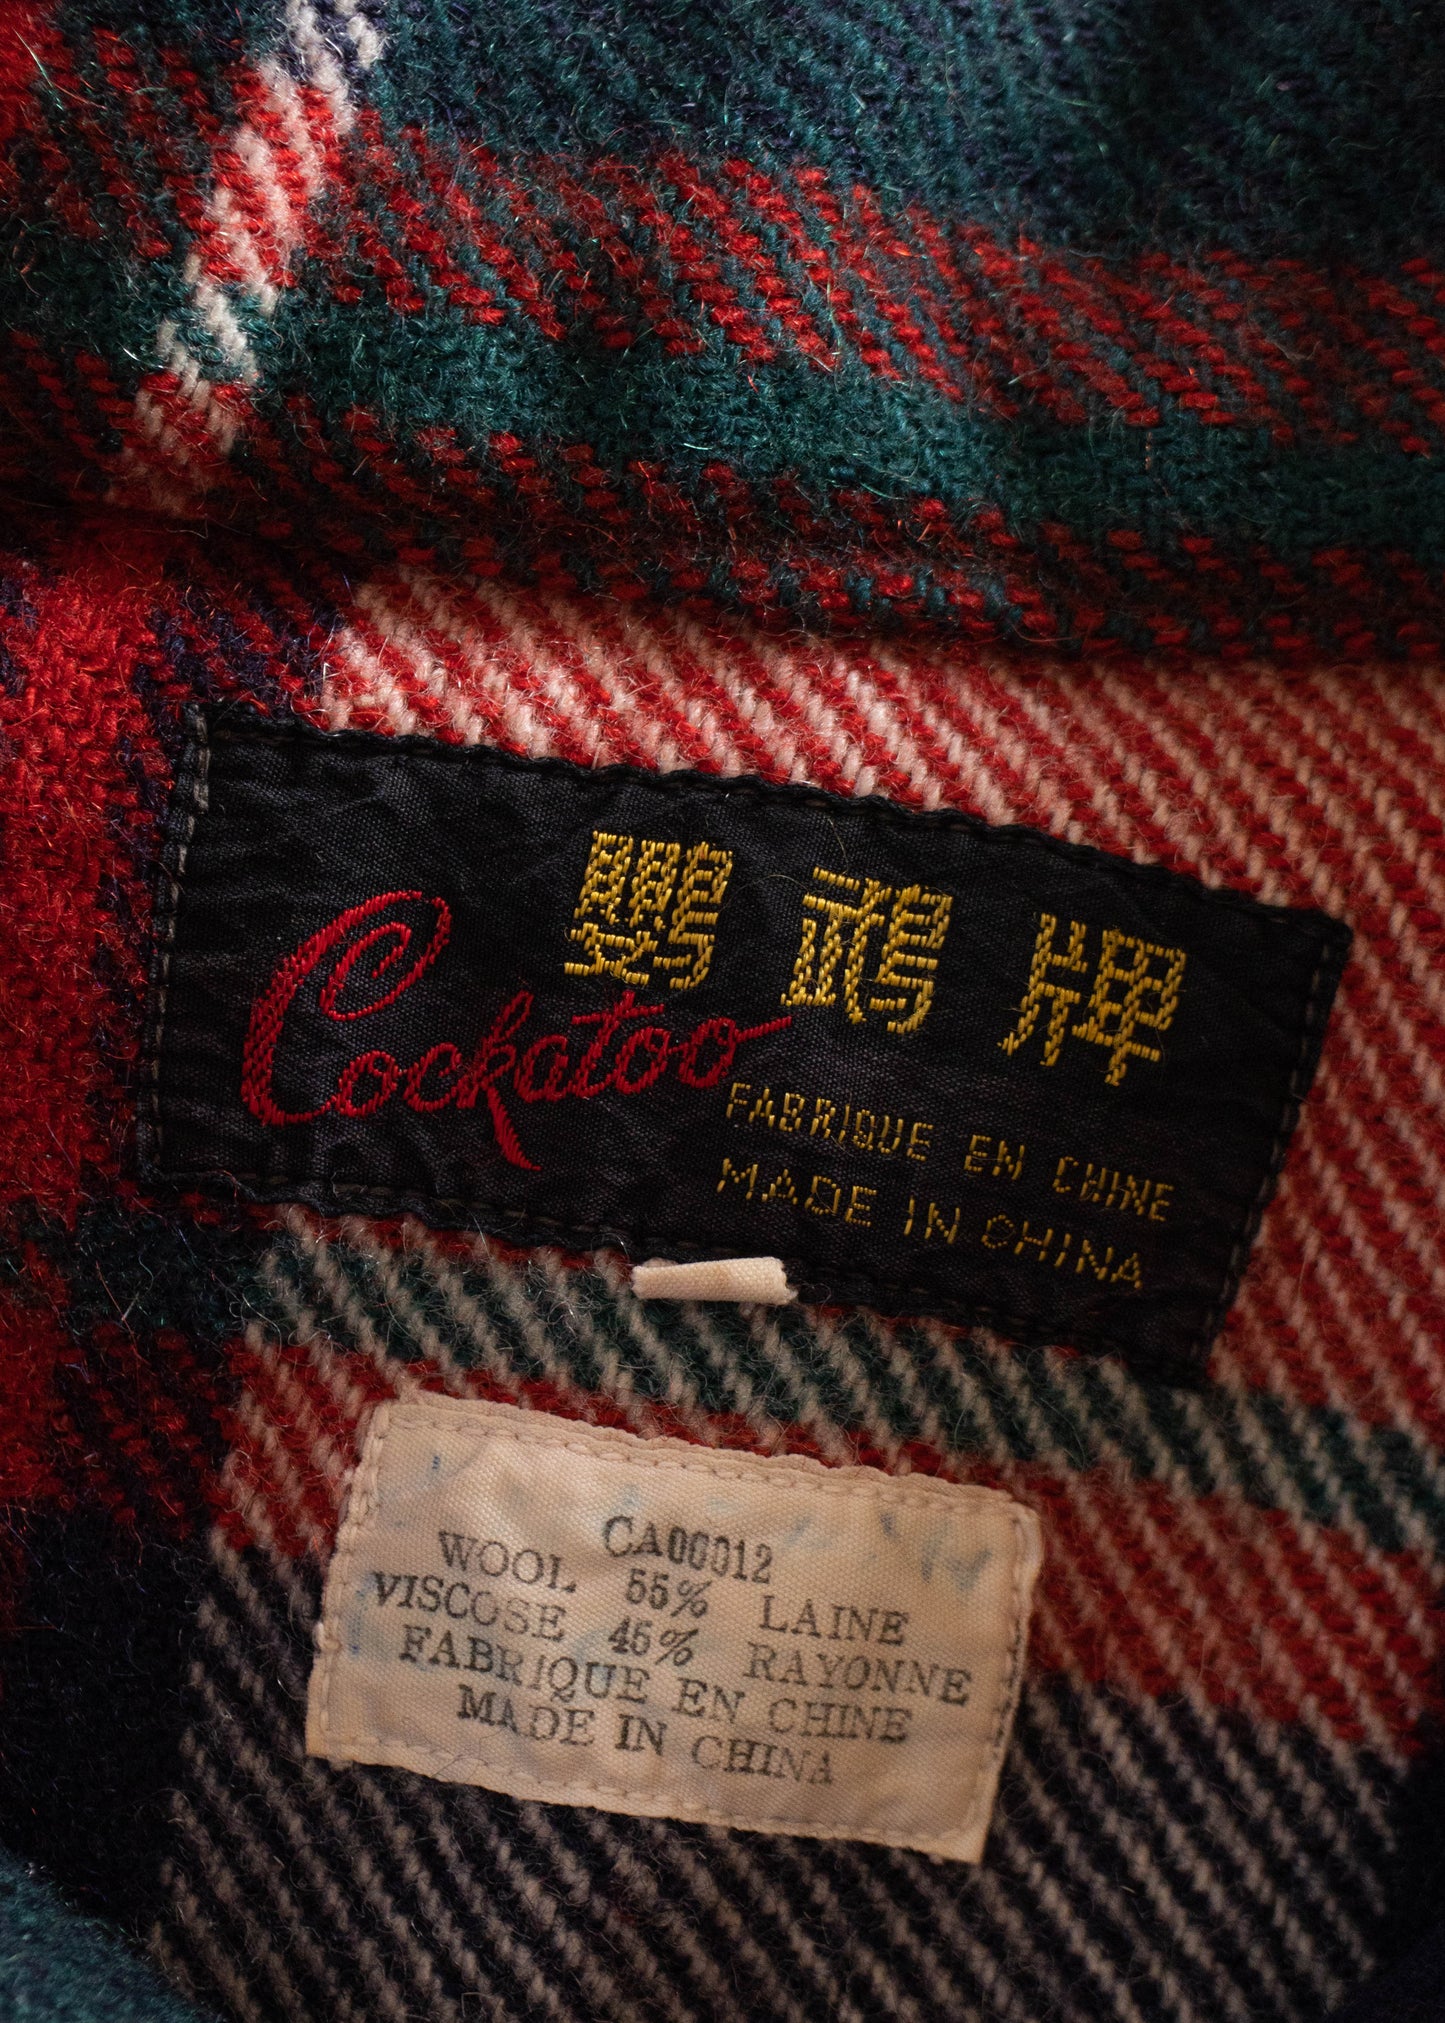 鹦鹉牌
Cockatoo
FABRIQUE EN CHINE
MADE IN CHINA
CA00012
WOOL 55% LAINE
VISCOSE 45% RAYONNE
FABRIQUE EN CHINE
MADE IN CHINA